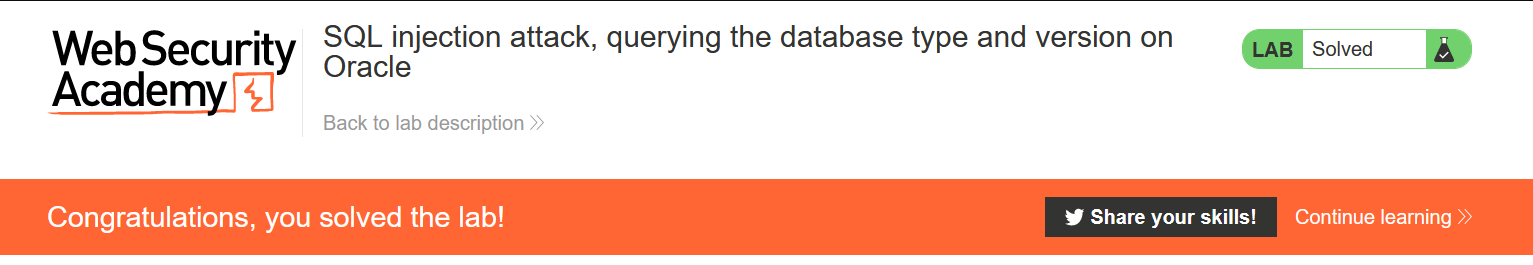 Web Security
Academy
SQL injection attack, querying the database type and version on
Oracle
Back to lab description
LAB Solved
Congratulations, you solved the lab!
Share your skills!
Continue learning